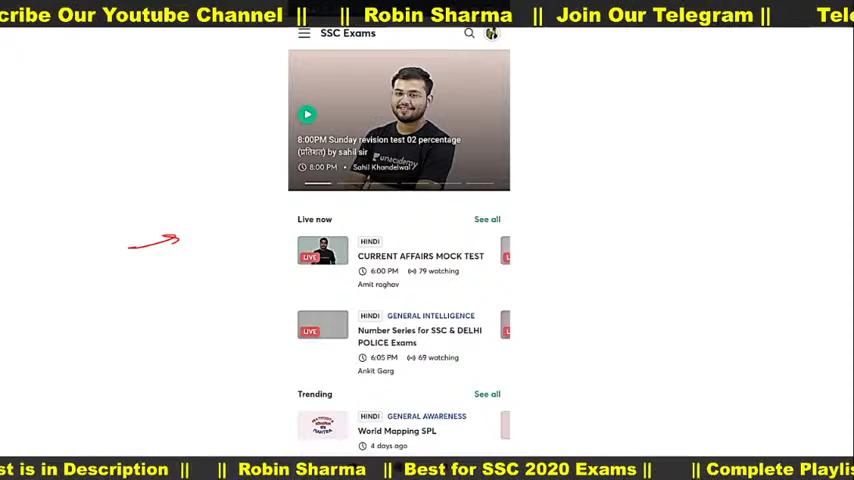 cribe Our Youtube Channel || || Robin Sharma || Join Our Telegram || Tele
SSC Exams
8:00PM Sunday revision test 02 percentage
(प्रतिशत) by sahil sir
8:00 PM • Sahil Khandelwal
unacademy
Live now See all
HINDI
LIVE
CURRENT AFFAIRS MOCK TEST
6:00 PM 79 watching
Amit raghav
HINDI GENERAL INTELLIGENCE
LIVE
Number Series for SSC & DELHI
POLICE Exams
6:05 PM 69 watching
Ankit Garg
Trending See all
HINDI GENERAL AWARENESS
MANTRA
World Mapping SPL
4 days ago
st is in Description || || Robin Sharma || Best for SSC 2020 Exams || || Complete Playlis